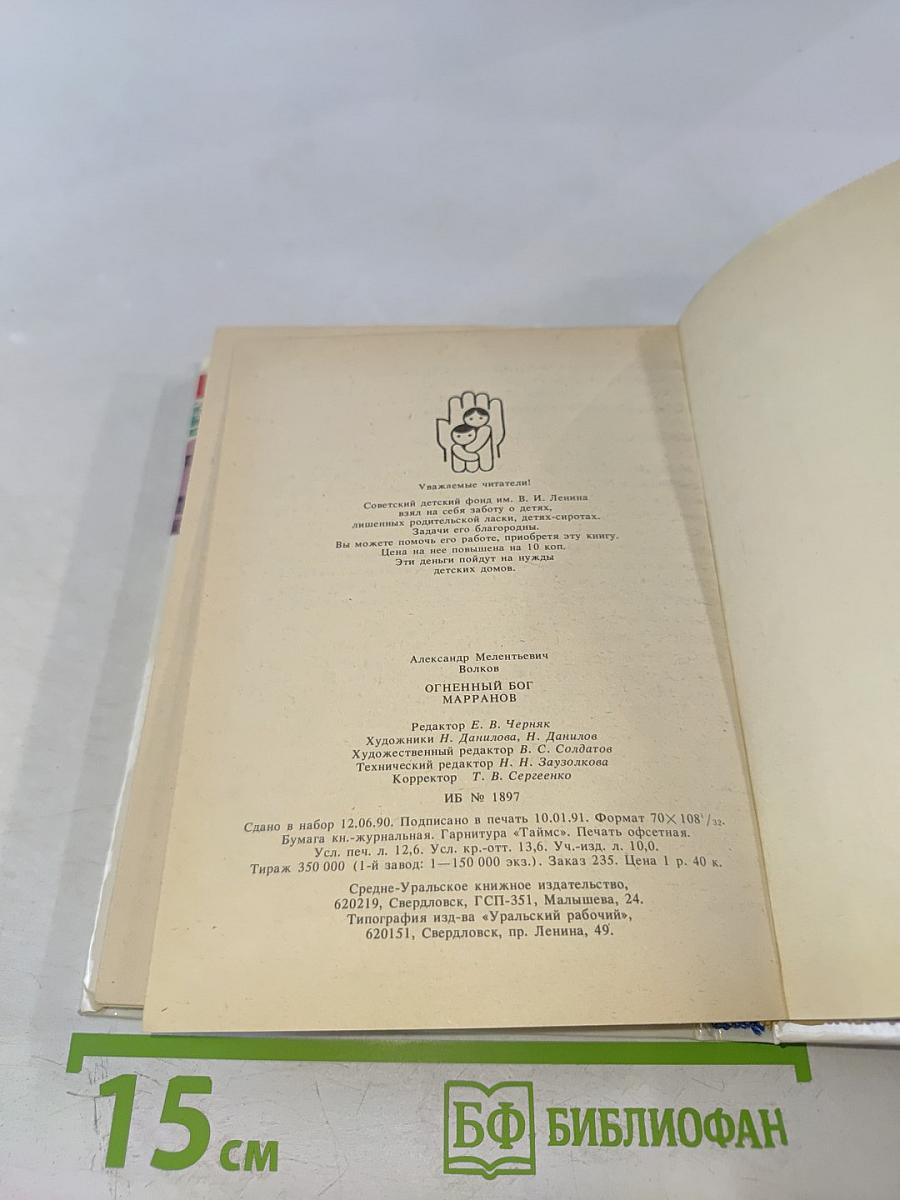 Уважаемые читатели!
Советский детский фонд им. В. И. Ленина
взял на себя заботу о детях,
лишенных родительской ласки, детях-сиротах.
Задачи его благородны.
Вы можете помочь его работе, приобретя эту книгу.
Цена на нее повышена на 10 коп.
Эти деньги пойдут на нужды
детских домов.
Александр Мелентьевич
Волков
ОГНЕННЫЙ БОГ
МАРРАНОВ
Редактор Е. В. Черняк
Художники Н. Данилова, Н. Данилов
Художественный редактор В. С. Солдатов
Технический редактор Н. Н. Заузолкова
Корректор Т. В. Сергеенко
ИБ № 1897
Сдано в набор 12.06.90. Подписано в печать 10.01.91. Формат 70×108¹/₃₂.
Бумага кн.-журнальная. Гарнитура «Таймс». Печать офсетная.
Усл. печ. л. 12,6. Усл. кр.-отт. 13,6. Уч.-изд. л. 10,0.
Тираж 350 000 (1-й завод: 1—150 000 экз.). Заказ 235. Цена 1 р. 40 к.
Средне-Уральское книжное издательство,
620219, Свердловск, ГСП-351, Малышева, 24.
Типография изд-ва «Уральский рабочий»,
620151, Свердловск, пр. Ленина, 49.
15 см
БФ БИБЛИОФАН